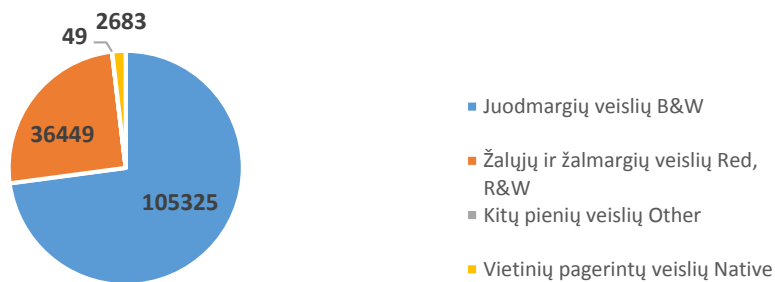 2683
49
36449
105325
Juodmargių veislių B&W
Žalųjų ir žalmargių veislių Red,
R&W
Kitų pienių veislių Other
Vietinių pagerintų veislių Native